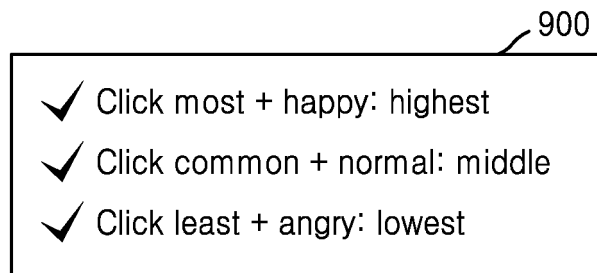 900
✓ Click most + happy: highest
✓ Click common + normal: middle
✓ Click least + angry: lowest